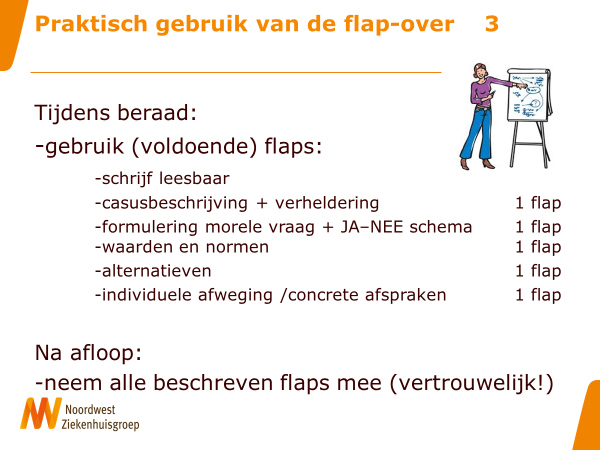 Praktisch gebruik van de flap-over 3
Tijdens beraad:
-gebruik (voldoende) flaps:
-schrijf leesbaar
-casusbeschrijving + verheldering 1 flap
-formulering morele vraag + JA–NEE schema 1 flap
-waarden en normen 1 flap
-alternatieven 1 flap
-individuele afweging /concrete afspraken 1 flap
Na afloop:
-neem alle beschreven flaps mee (vertrouwelijk!)
Noordwest
Ziekenhuisgroep